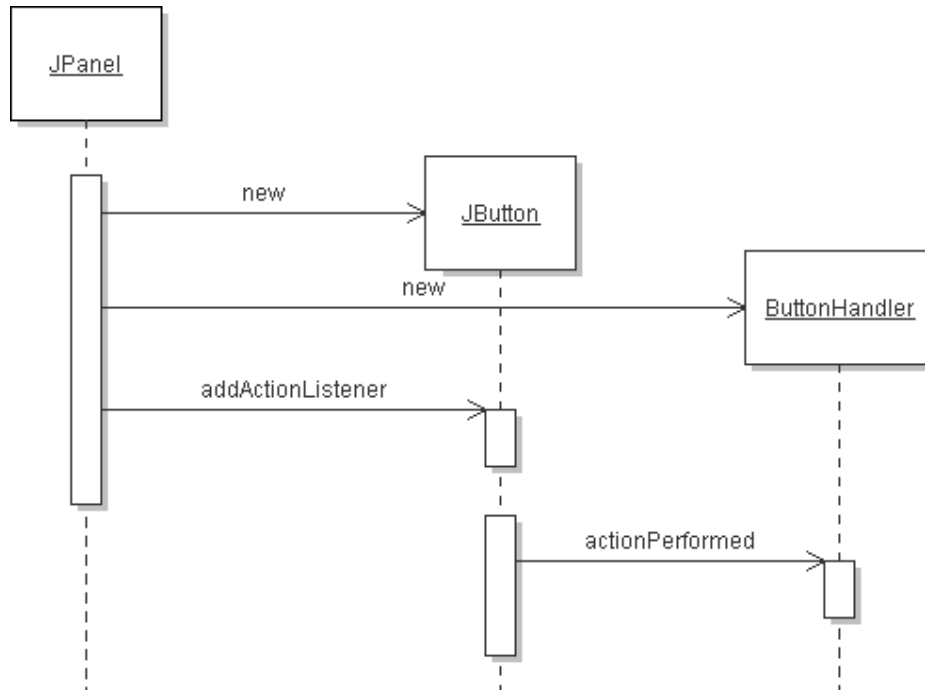 JPanel
new
JButton
new
ButtonHandler
addActionListener
actionPerformed